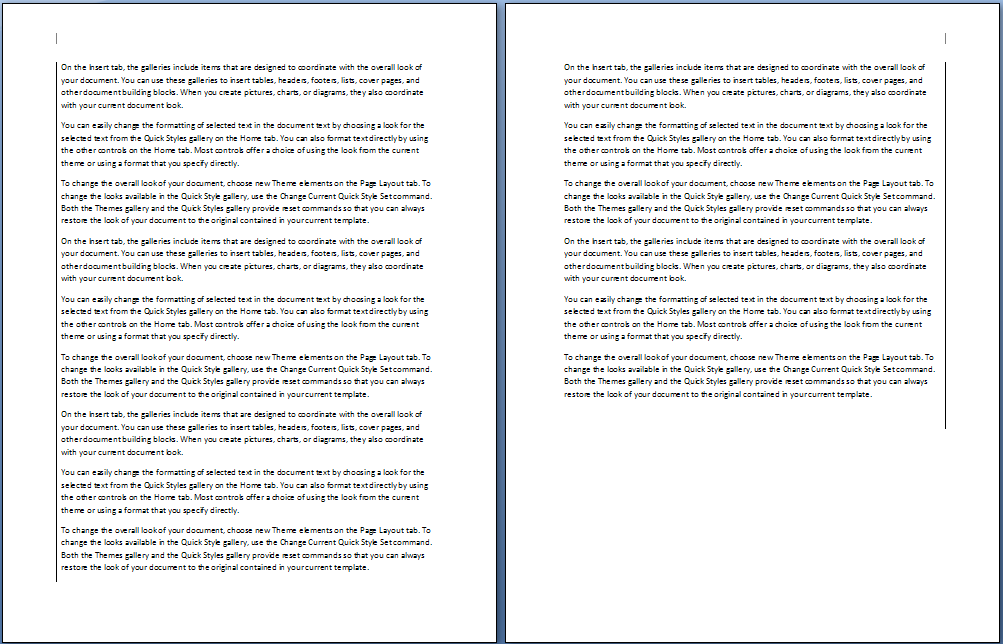 On the Insert tab, the galleries include items that are designed to coordinate with the overall look of
your document. You can use these galleries to insert tables, headers, footers, lists, cover pages, and
other document building blocks. When you create pictures, charts, or diagrams, they also coordinate
with your current document look.
You can easily change the formatting of selected text in the document text by choosing a look for the
selected text from the Quick Styles gallery on the Home tab. You can also format text directly by using
the other controls on the Home tab. Most controls offer a choice of using the look from the current
theme or using a format that you specify directly.
To change the overall look of your document, choose new Theme elements on the Page Layout tab. To
change the looks available in the Quick Style gallery, use the Change Current Quick Style Set command.
Both the Themes gallery and the Quick Styles gallery provide reset commands so that you can always
restore the look of your document to the original contained in your current template.
On the Insert tab, the galleries include items that are designed to coordinate with the overall look of
your document. You can use these galleries to insert tables, headers, footers, lists, cover pages, and
other document building blocks. When you create pictures, charts, or diagrams, they also coordinate
with your current document look.
You can easily change the formatting of selected text in the document text by choosing a look for the
selected text from the Quick Styles gallery on the Home tab. You can also format text directly by using
the other controls on the Home tab. Most controls offer a choice of using the look from the current
theme or using a format that you specify directly.
To change the overall look of your document, choose new Theme elements on the Page Layout tab. To
change the looks available in the Quick Style gallery, use the Change Current Quick Style Set command.
Both the Themes gallery and the Quick Styles gallery provide reset commands so that you can always
restore the look of your document to the original contained in your current template.
On the Insert tab, the galleries include items that are designed to coordinate with the overall look of
your document. You can use these galleries to insert tables, headers, footers, lists, cover pages, and
other document building blocks. When you create pictures, charts, or diagrams, they also coordinate
with your current document look.
You can easily change the formatting of selected text in the document text by choosing a look for the
selected text from the Quick Styles gallery on the Home tab. You can also format text directly by using
the other controls on the Home tab. Most controls offer a choice of using the look from the current
theme or using a format that you specify directly.
To change the overall look of your document, choose new Theme elements on the Page Layout tab. To
change the looks available in the Quick Style gallery, use the Change Current Quick Style Set command.
Both the Themes gallery and the Quick Styles gallery provide reset commands so that you can always
restore the look of your document to the original contained in your current template.
On the Insert tab, the galleries include items that are designed to coordinate with the overall look of
your document. You can use these galleries to insert tables, headers, footers, lists, cover pages, and
other document building blocks. When you create pictures, charts, or diagrams, they also coordinate
with your current document look.
You can easily change the formatting of selected text in the document text by choosing a look for the
selected text from the Quick Styles gallery on the Home tab. You can also format text directly by using
the other controls on the Home tab. Most controls offer a choice of using the look from the current
theme or using a format that you specify directly.
To change the overall look of your document, choose new Theme elements on the Page Layout tab. To
change the looks available in the Quick Style gallery, use the Change Current Quick Style Set command.
Both the Themes gallery and the Quick Styles gallery provide reset commands so that you can always
restore the look of your document to the original contained in your current template.
On the Insert tab, the galleries include items that are designed to coordinate with the overall look of
your document. You can use these galleries to insert tables, headers, footers, lists, cover pages, and
other document building blocks. When you create pictures, charts, or diagrams, they also coordinate
with your current document look.
You can easily change the formatting of selected text in the document text by choosing a look for the
selected text from the Quick Styles gallery on the Home tab. You can also format text directly by using
the other controls on the Home tab. Most controls offer a choice of using the look from the current
theme or using a format that you specify directly.
To change the overall look of your document, choose new Theme elements on the Page Layout tab. To
change the looks available in the Quick Style gallery, use the Change Current Quick Style Set command.
Both the Themes gallery and the Quick Styles gallery provide reset commands so that you can always
restore the look of your document to the original contained in your current template.